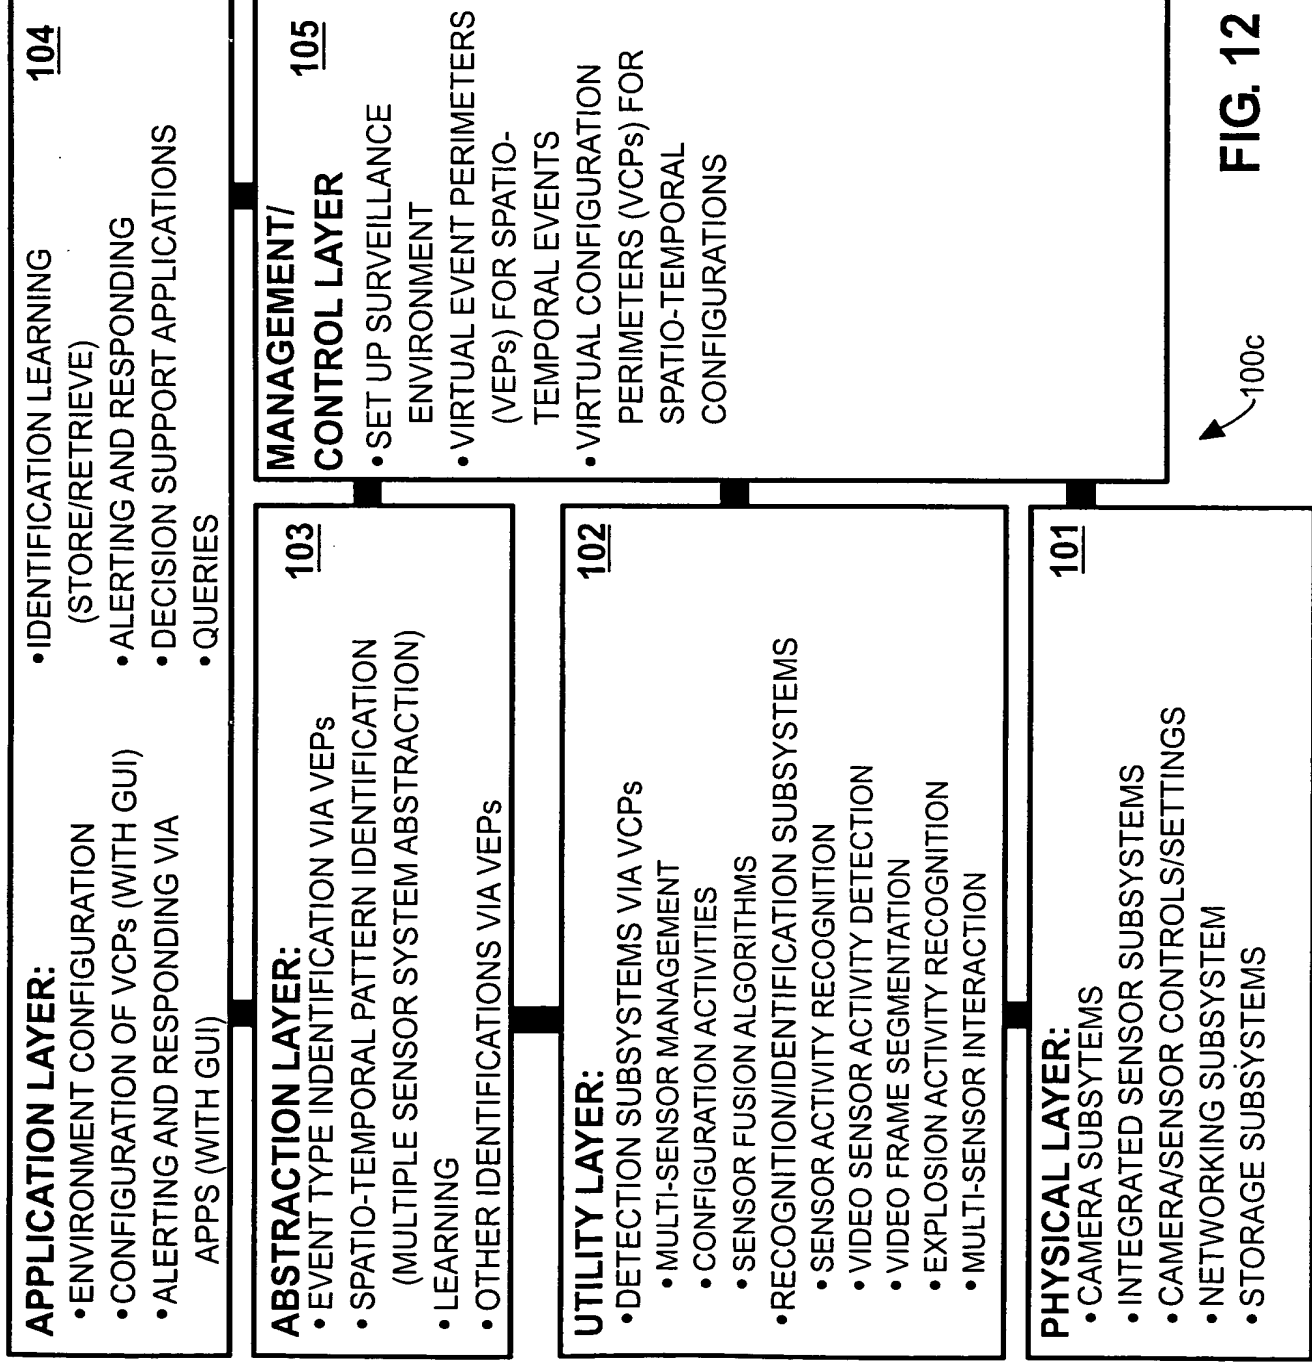 APPLICATION LAYER:
•ENVIRONMENT CONFIGURATION
•CONFIGURATION OF VCPs (WITH GUI)
•ALERTING AND RESPONDING VIA
APPS (WITH GUI)
•IDENTIFICATION LEARNING
(STORE/RETRIEVE)
•ALERTING AND RESPONDING
•DECISION SUPPORT APPLICATIONS
•QUERIES
104
ABSTRACTION LAYER:
•EVENT TYPE INDENTIFICATION VIA VEPs
•SPATIO-TEMPORAL PATTERN IDENTIFICATION
(MULTIPLE SENSOR SYSTEM ABSTRACTION)
•LEARNING
•OTHER IDENTIFICATIONS VIA VEPs
103
UTILITY LAYER:
•DETECTION SUBSYSTEMS VIA VCPs
•MULTI-SENSOR MANAGEMENT
•CONFIGURATION ACTIVITIES
•SENSOR FUSION ALGORITHMS
•RECOGNITION/IDENTIFICATION SUBSYSTEMS
•SENSOR ACTIVITY RECOGNITION
•VIDEO SENSOR ACTIVITY DETECTION
•VIDEO FRAME SEGMENTATION
•EXPLOSION ACTIVITY RECOGNITION
•MULTI-SENSOR INTERACTION
102
PHYSICAL LAYER:
•CAMERA SUBSYTEMS
•INTEGRATED SENSOR SUBSYSTEMS
•CAMERA/SENSOR CONTROLS/SETTINGS
•NETWORKING SUBSYSTEM
•STORAGE SUBSYSTEMS
101
MANAGEMENT/
CONTROL LAYER
105
•SET UP SURVEILLANCE
ENVIRONMENT
•VIRTUAL EVENT PERIMETERS
(VEPs) FOR SPATIO-
TEMPORAL EVENTS
•VIRTUAL CONFIGURATION
PERIMETERS (VCPs) FOR
SPATIO-TEMPORAL
CONFIGURATIONS
100c
FIG. 12